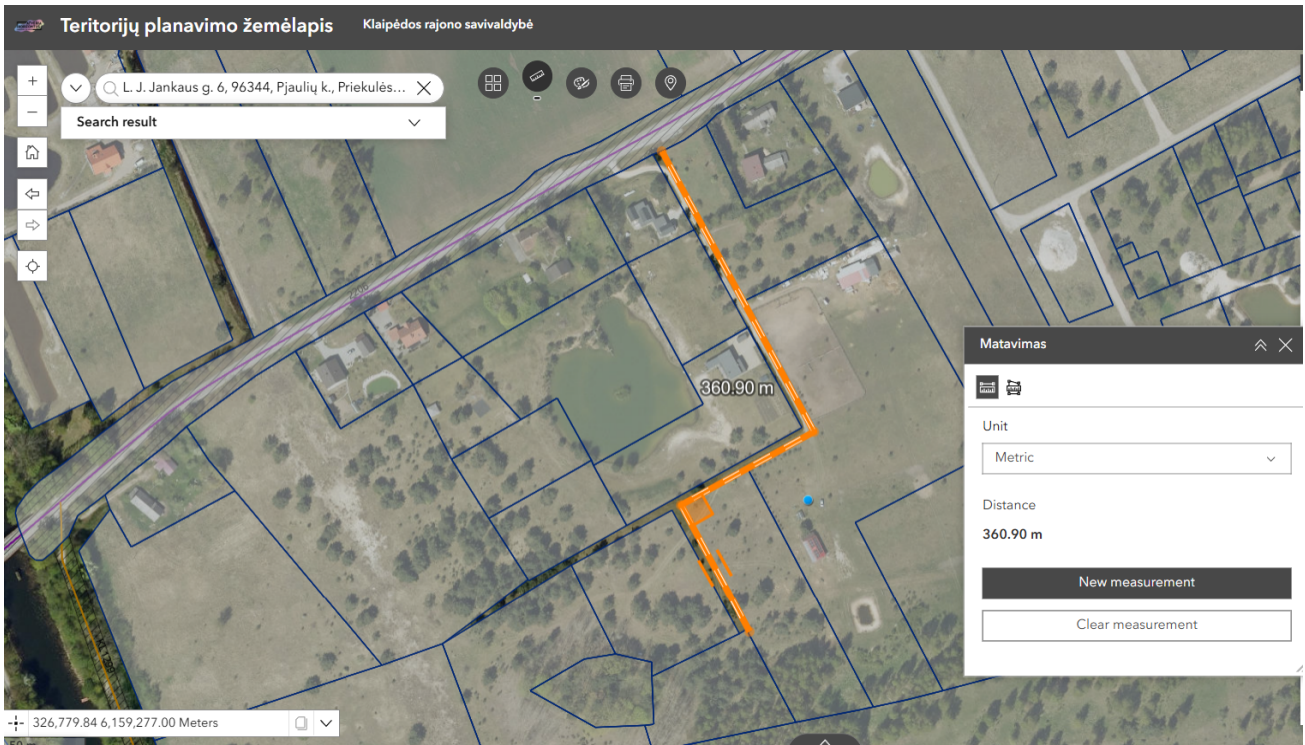 Teritorijų planavimo žemėlapis
Klaipėdos rajono savivaldybė
L. J. Jankaus g. 6, 96344, Pjaulių k., Priekulės...
Search result
360.90 m
Matavimas
Unit
Metric
Distance
360.90 m
New measurement
Clear measurement
326,779.84 6,159,277.00 Meters